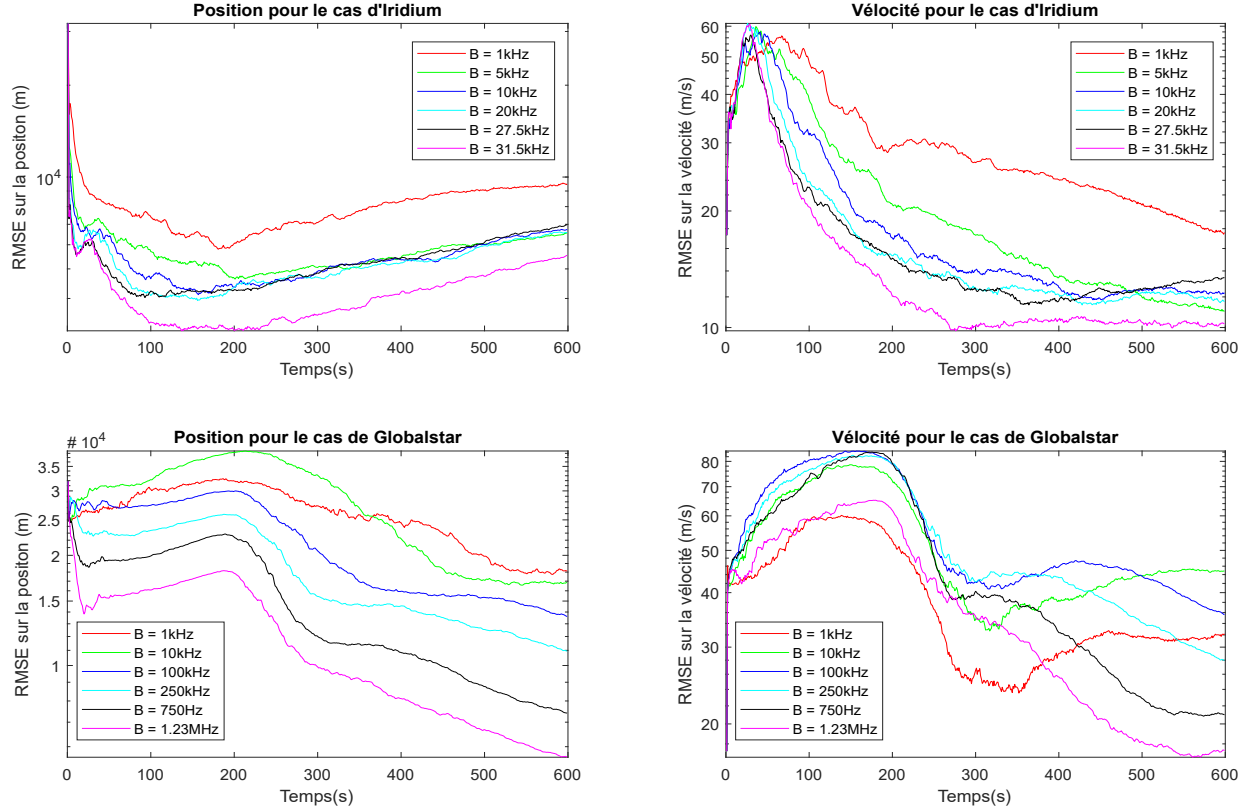 Position pour le cas d'Iridium
RMSE sur la positon (m)
10^4
B = 1kHz
B = 5kHz
B = 10kHz
B = 20kHz
B = 27.5kHz
B = 31.5kHz
0 100 200 300 400 500 600
Temps(s)
Vélocité pour le cas d'Iridium
RMSE sur la vélocité (m/s)
60
50
40
30
20
10
B = 1kHz
B = 5kHz
B = 10kHz
B = 20kHz
B = 27.5kHz
B = 31.5kHz
0 100 200 300 400 500 600
Temps(s)
Position pour le cas de Globalstar
# 10^4
RMSE sur la positon (m)
3.5
3
2.5
2
1.5
1
B = 1kHz
B = 10kHz
B = 100kHz
B = 250kHz
B = 750Hz
B = 1.23MHz
0 100 200 300 400 500 600
Temps(s)
Vélocité pour le cas de Globalstar
RMSE sur la vélocité (m/s)
80
70
60
50
40
30
20
B = 1kHz
B = 10kHz
B = 100kHz
B = 250kHz
B = 750Hz
B = 1.23MHz
0 100 200 300 400 500 600
Temps(s)